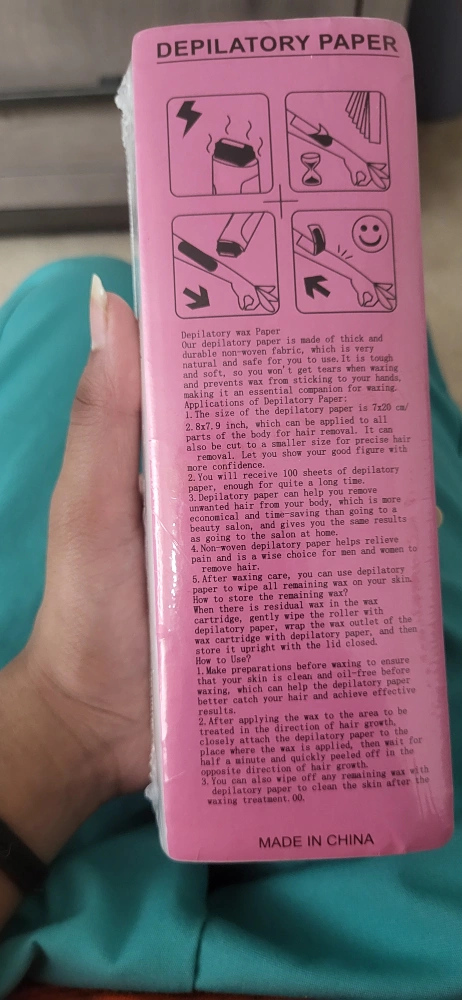 DEPILATORY PAPER
Depilatory wax Paper
Our depilatory paper is made of thick and
durable non-woven fabric, which is very
natural and safe for you to use.It is tough
and soft, so you won't get tears when waxing
and prevents wax from sticking to your hands,
making it an essential companion for waxing.
Applications of Depilatory Paper:
1.The size of the depilatory paper is 7x20 cm/
2.8x7.9 inch, which can be applied to all
parts of the body for hair removal. It can
also be cut to a smaller size for precise hair
removal. Let you show your good figure with
more confidence.
2.You will receive 100 sheets of depilatory
paper, enough for quite a long time.
3.Depilatory paper can help you remove
unwanted hair from your body, which is more
economical and time-saving than going to a
beauty salon, and gives you the same results
as going to the salon at home.
4.Non-woven depilatory paper helps relieve
pain and is a wise choice for men and women to
remove hair.
5.After waxing care, you can use depilatory
paper to wipe all remaining wax on your skin.
How to store the remaining wax?
When there is residual wax in the wax
cartridge, gently wipe the roller with
depilatory paper, wrap the wax outlet of the
wax cartridge with depilatory paper, and then
store it upright with the lid closed.
How to Use?
1.Make preparations before waxing to ensure
that your skin is clean and oil-free before
waxing, which can help the depilatory paper
better catch your hair and achieve effective
results.
2.After applying the wax to the area to be
treated in the direction of hair growth,
closely attach the depilatory paper to the
place where the wax is applied, then wait for
half a minute and quickly peeled off in the
opposite direction of hair growth.
3.You can also wipe off any remaining wax with
depilatory paper to clean the skin after the
waxing treatment.00.
MADE IN CHINA